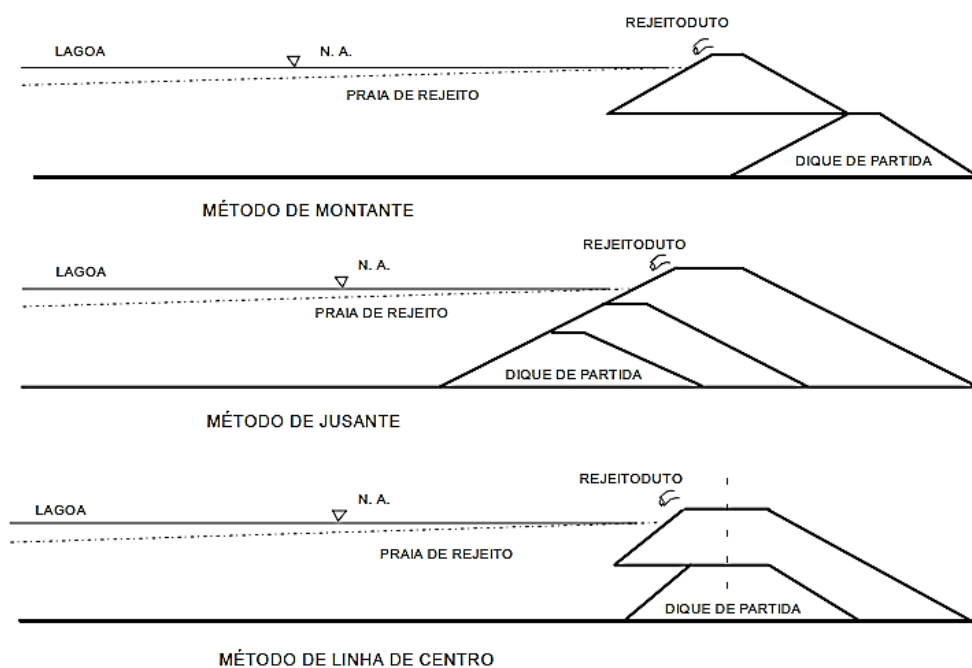 REJEITODUTO
LAGOA
N. A.
PRAIA DE REJEITO
DIQUE DE PARTIDA
MÉTODO DE MONTANTE
REJEITODUTO
LAGOA
N. A.
PRAIA DE REJEITO
DIQUE DE PARTIDA
MÉTODO DE JUSANTE
REJEITODUTO
LAGOA
N. A.
PRAIA DE REJEITO
DIQUE DE PARTIDA
MÉTODO DE LINHA DE CENTRO